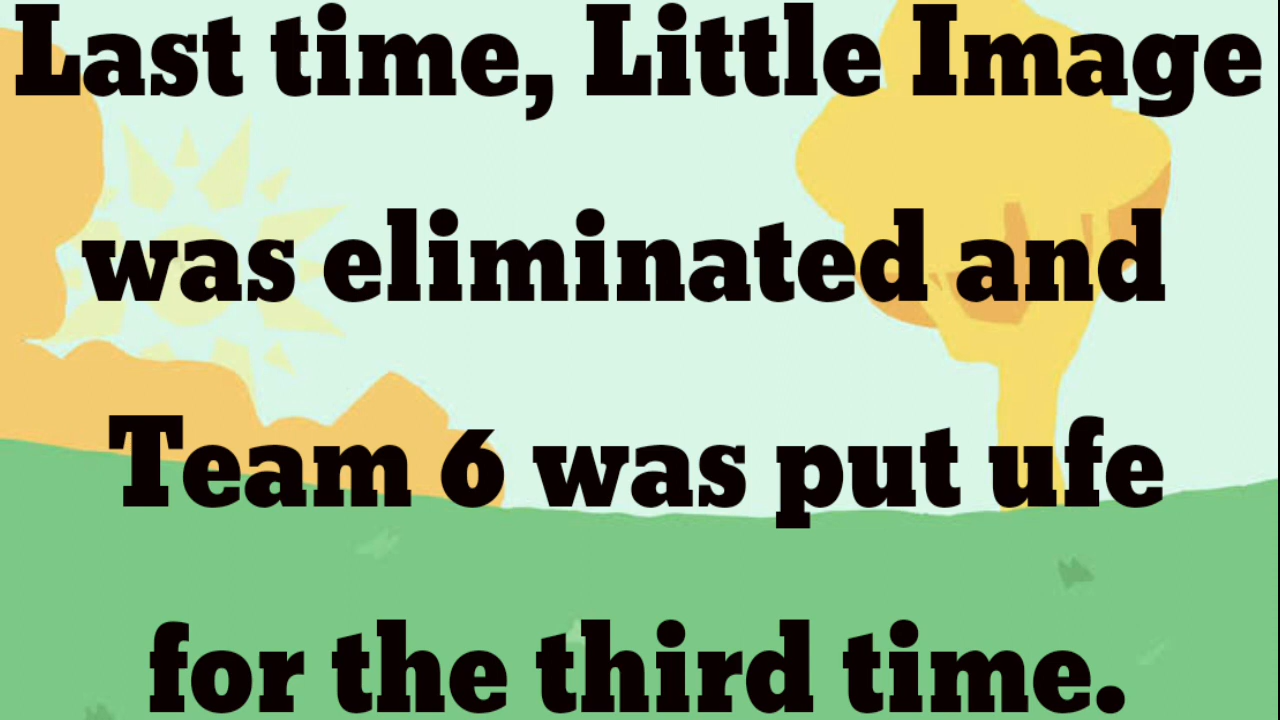 Last time, Little Image
was eliminated and
Team 6 was put ufe
for the third time.